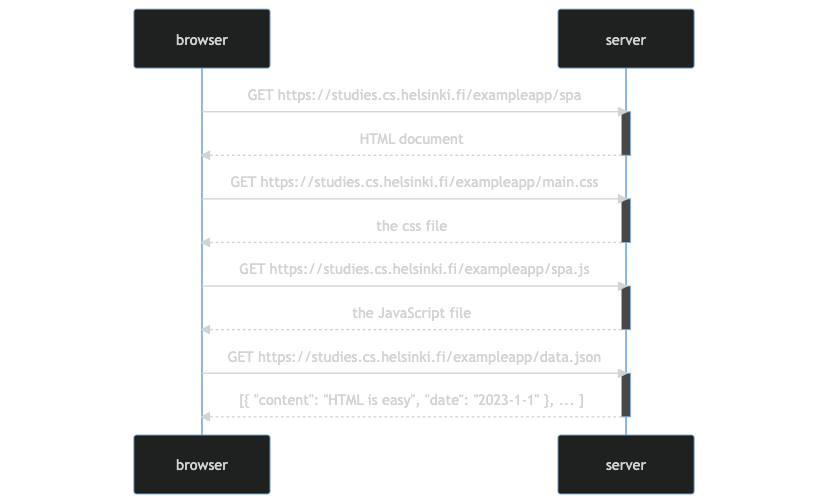 browser
server
GET https://studies.cs.helsinki.fi/exampleapp/spa
HTML document
GET https://studies.cs.helsinki.fi/exampleapp/main.css
the css file
GET https://studies.cs.helsinki.fi/exampleapp/spa.js
the JavaScript file
GET https://studies.cs.helsinki.fi/exampleapp/data.json
[{ "content": "HTML is easy", "date": "2023-1-1" }, ... ]
browser
server